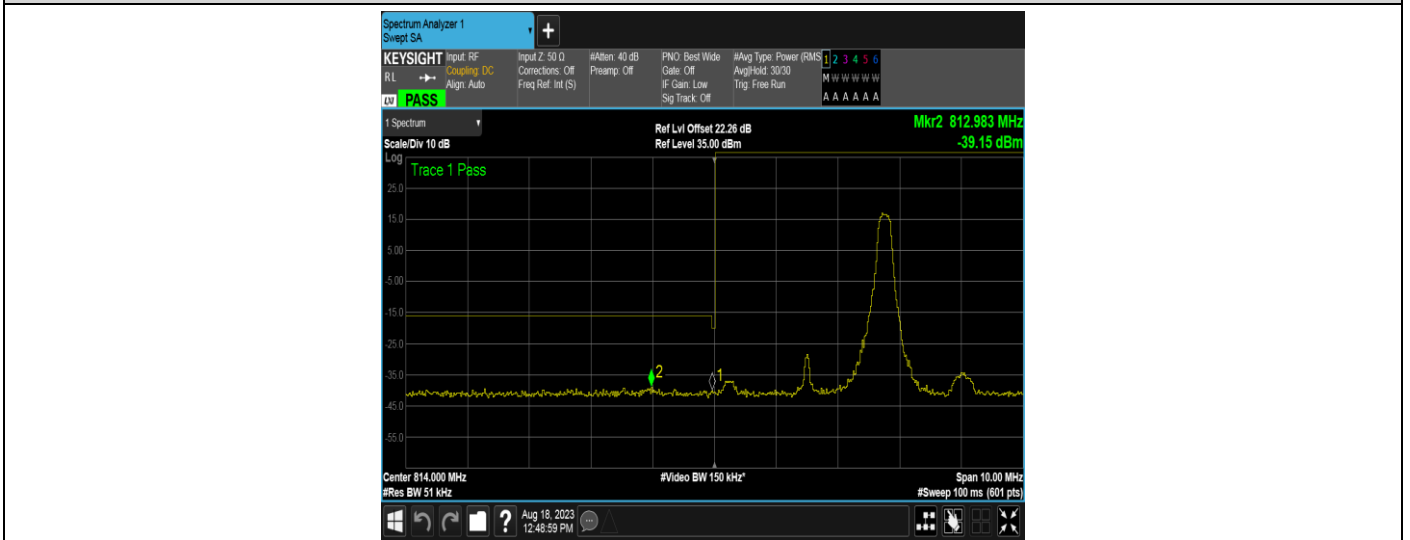 Spectrum Analyzer 1
Swept SA
+
KEYSIGHT
RL
LXI PASS
Input: RF
Coupling: DC
Align: Auto
Input Z: 50 Ω
Corrections: Off
Freq Ref: Int (S)
#Atten: 40 dB
Preamp: Off
PNO: Best Wide
Gate: Off
IF Gain: Low
Sig Track: Off
#Avg Type: Power (RMS
Avg|Hold: 30/30
Trig: Free Run
1 2 3 4 5 6
M W W W W W
A A A A A A
1 Spectrum
Scale/Div 10 dB
Ref Lvl Offset 22.26 dB
Ref Level 35.00 dBm
Mkr2 812.983 MHz
-39.15 dBm
Log
Trace 1 Pass
25.0
15.0
5.00
-5.00
-15.0
-25.0
-35.0
-45.0
-55.0
2
1
Center 814.000 MHz
#Res BW 51 kHz
#Video BW 150 kHz*
Span 10.00 MHz
#Sweep 100 ms (601 pts)
?
Aug 18, 2023
12:48:59 PM